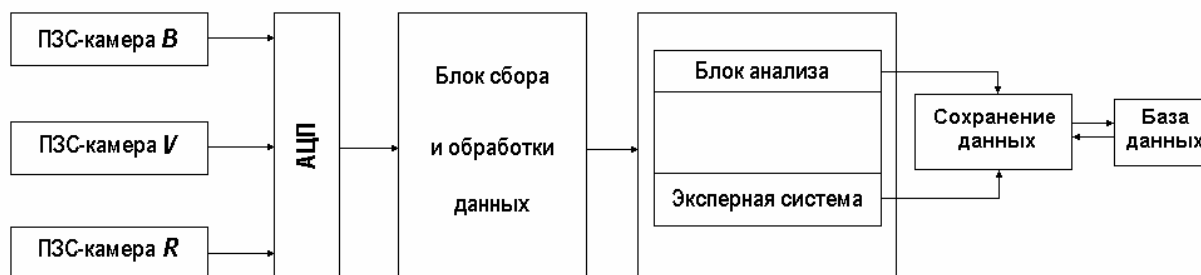 ПЗС-камера B
ПЗС-камера V
ПЗС-камера R
АЦП
Блок сбора
и обработки
данных
Блок анализа
Эксперная система
Сохранение
данных
База
данных